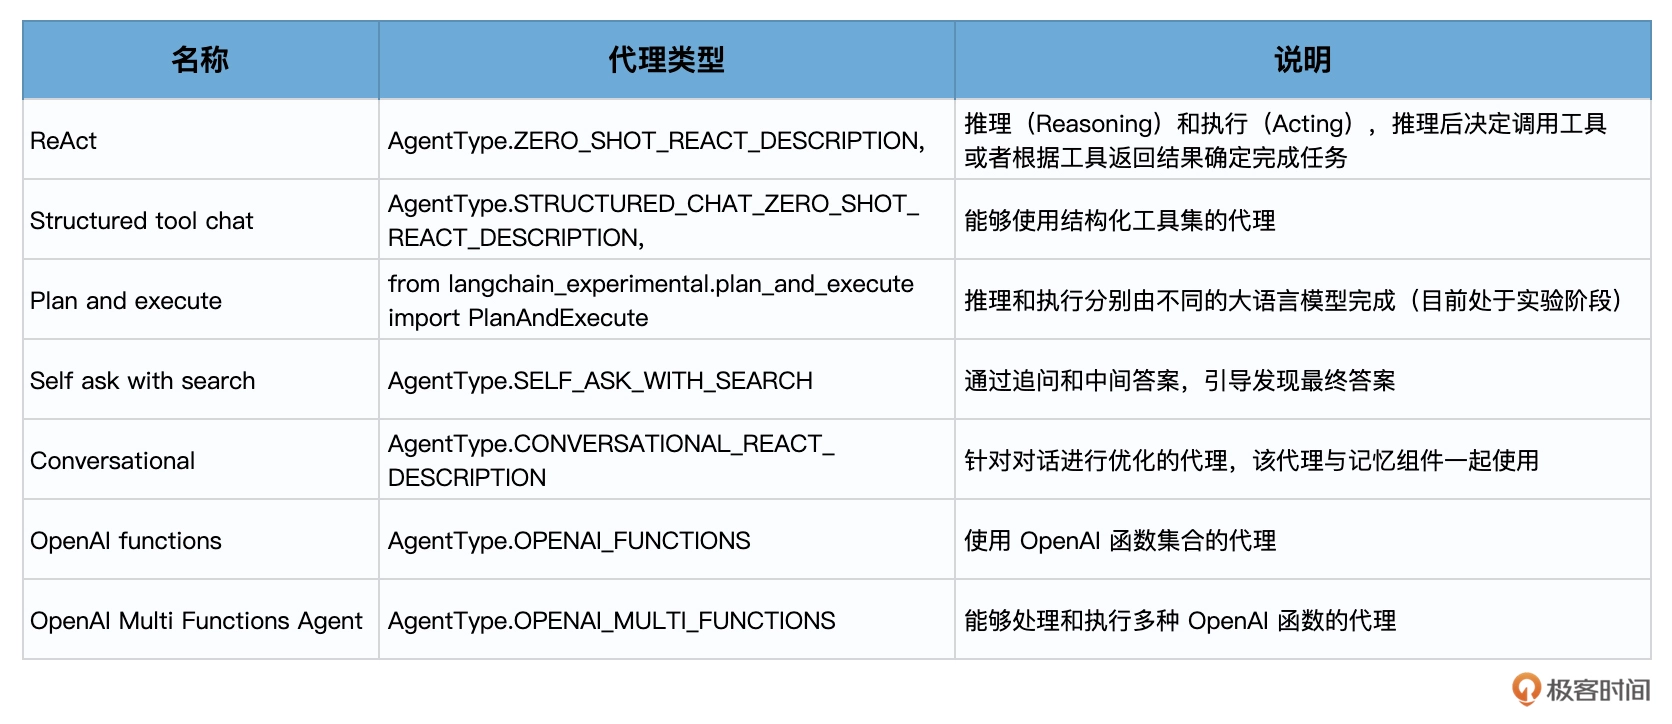 名称
代理类型
说明
ReAct
AgentType.ZERO_SHOT_REACT_DESCRIPTION,
推理（Reasoning）和执行（Acting），推理后决定调用工具
或者根据工具返回结果确定完成任务
Structured tool chat
AgentType.STRUCTURED_CHAT_ZERO_SHOT_
REACT_DESCRIPTION,
能够使用结构化工具集的代理
Plan and execute
from langchain_experimental.plan_and_execute
import PlanAndExecute
推理和执行分别由不同的大语言模型完成（目前处于实验阶段）
Self ask with search
AgentType.SELF_ASK_WITH_SEARCH
通过追问和中间答案，引导发现最终答案
Conversational
AgentType.CONVERSATIONAL_REACT_
DESCRIPTION
针对对话进行优化的代理，该代理与记忆组件一起使用
OpenAI functions
AgentType.OPENAI_FUNCTIONS
使用 OpenAI 函数集合的代理
OpenAI Multi Functions Agent
AgentType.OPENAI_MULTI_FUNCTIONS
能够处理和执行多种 OpenAI 函数的代理
极客时间